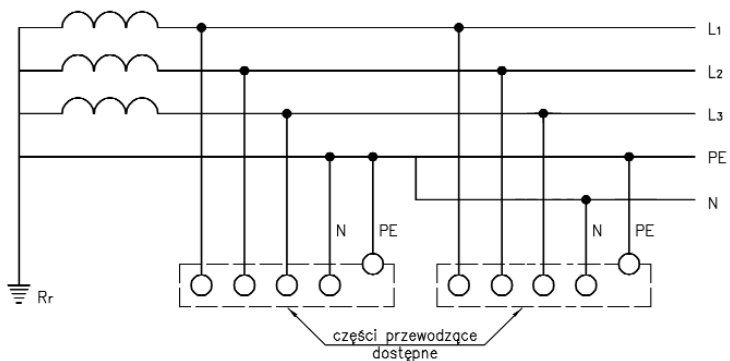 L1
L2
L3
PE
N
N PE
N PE
Rr
części przewodzące
dostępne